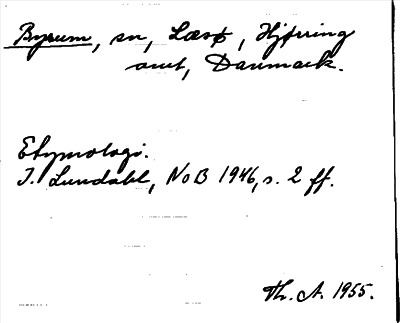 Byrum, sn, Læsø, Hjørring
amt, Danmark.
Etymologi.
I. Lundahl, NoB 1946, s. 2 ff.
Th. A. 1955.